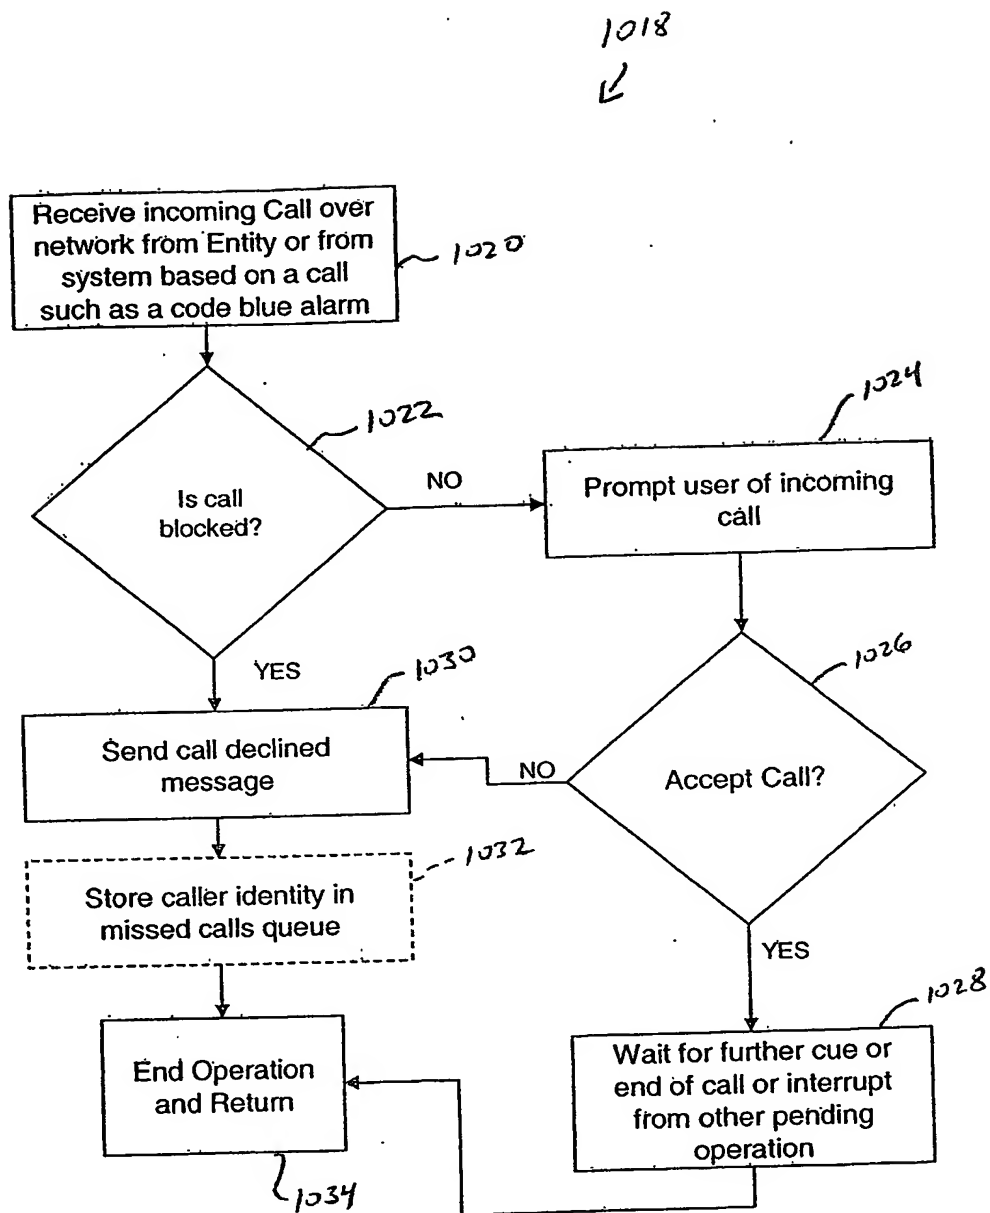 1018
Receive incoming Call over
network from Entity or from
system based on a call
such as a code blue alarm
1020
Is call
blocked?
1022
NO
YES
1024
Prompt user of incoming
call
1026
Accept Call?
NO
YES
1030
Send call declined
message
1032
Store caller identity in
missed calls queue
1028
Wait for further cue or
end of call or interrupt
from other pending
operation
End Operation
and Return
1034